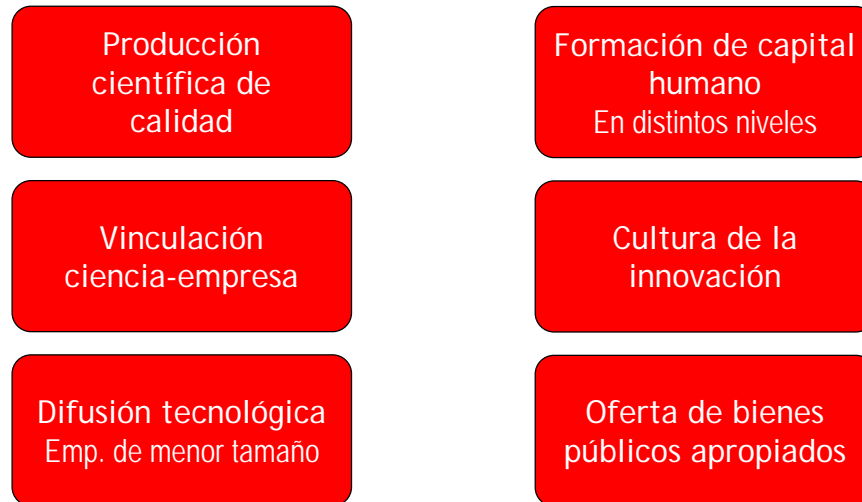 Producción
científica de
calidad
Formación de capital
humano
En distintos niveles
Vinculación
ciencia-empresa
Cultura de la
innovación
Difusión tecnológica
Emp. de menor tamaño
Oferta de bienes
públicos apropiados